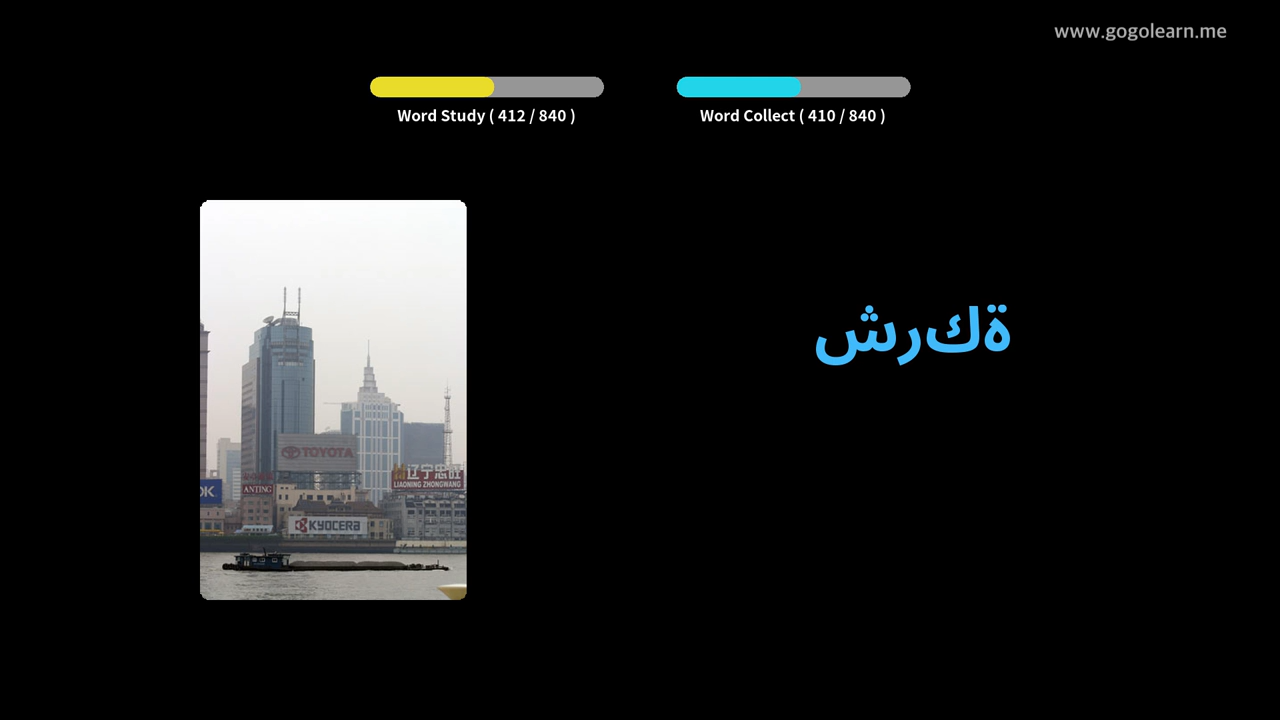 www.gogolearn.me
Word Study ( 412 / 840 )
Word Collect ( 410 / 840 )
ةكرش
TOYOTA
辽宁忠旺
LIAONING ZHONGWANG
ANTING
KYOCERA